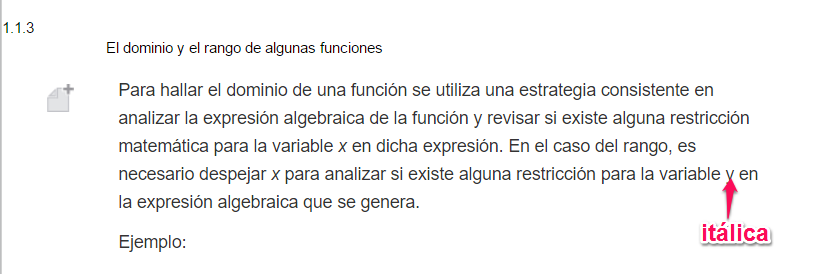 1.1.3
El dominio y el rango de algunas funciones
Para hallar el dominio de una función se utiliza una estrategia consistente en
analizar la expresión algebraica de la función y revisar si existe alguna restricción
matemática para la variable x en dicha expresión. En el caso del rango, es
necesario despejar x para analizar si existe alguna restricción para la variable y en
la expresión algebraica que se genera.
itálica
Ejemplo: